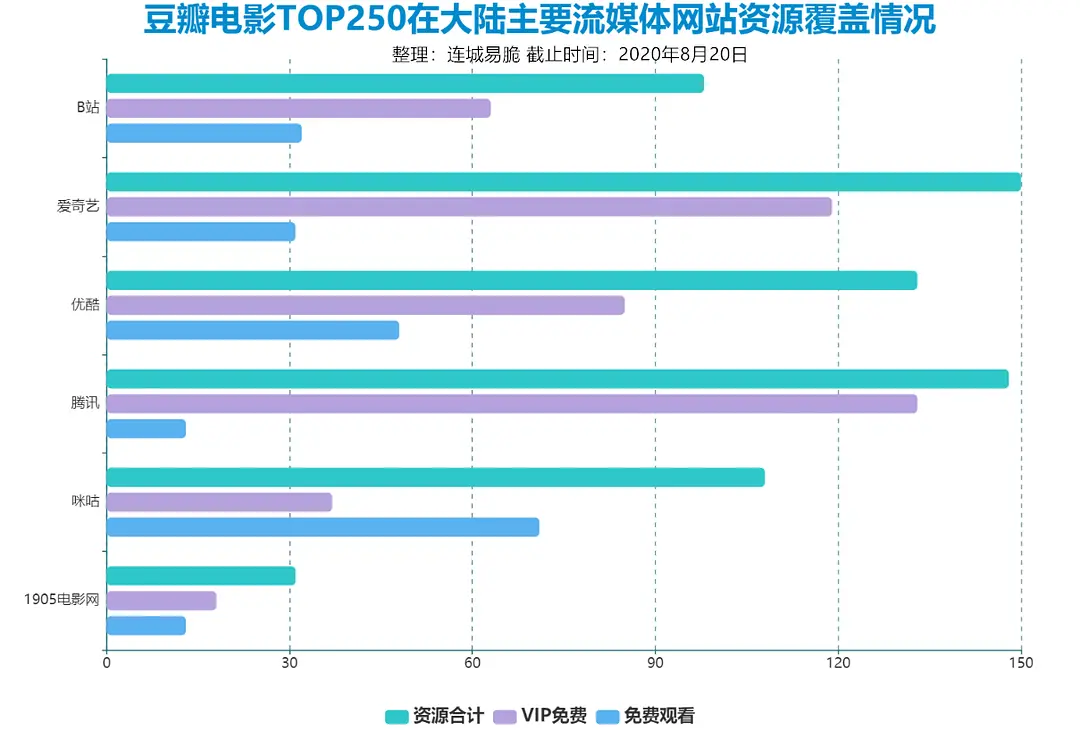 豆瓣电影TOP250在大陆主要流媒体网站资源覆盖情况
整理：连城易脆 截止时间：2020年8月20日
B站
爱奇艺
优酷
腾讯
咪咕
1905电影网
0 30 60 90 120 150
资源合计 VIP免费 免费观看